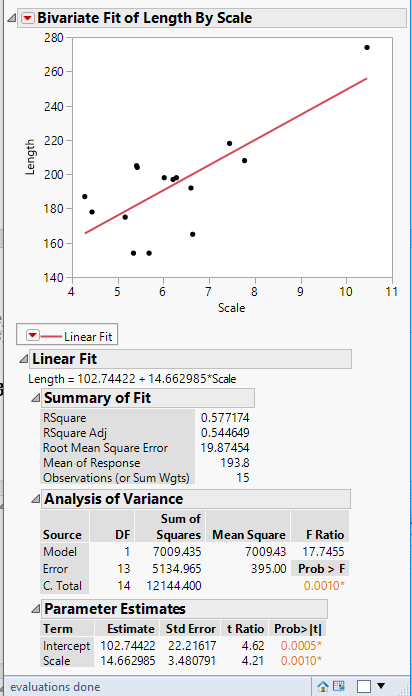 Bivariate Fit of Length By Scale
280
260
240
220
200
180
160
140
Length
4 5 6 7 8 9 10 11
Scale
Linear Fit
Linear Fit
Length = 102.74422 + 14.662985*Scale
Summary of Fit
RSquare 0.577174
RSquare Adj 0.544649
Root Mean Square Error 19.87454
Mean of Response 193.8
Observations (or Sum Wgts) 15
Analysis of Variance
Sum of
Source DF Squares Mean Square F Ratio
Model 1 7009.435 7009.43 17.7455
Error 13 5134.965 395.00 Prob > F
C. Total 14 12144.400 0.0010*
Parameter Estimates
Term Estimate Std Error t Ratio Prob>|t|
Intercept 102.74422 22.21617 4.62 0.0005*
Scale 14.662985 3.480791 4.21 0.0010*
evaluations done